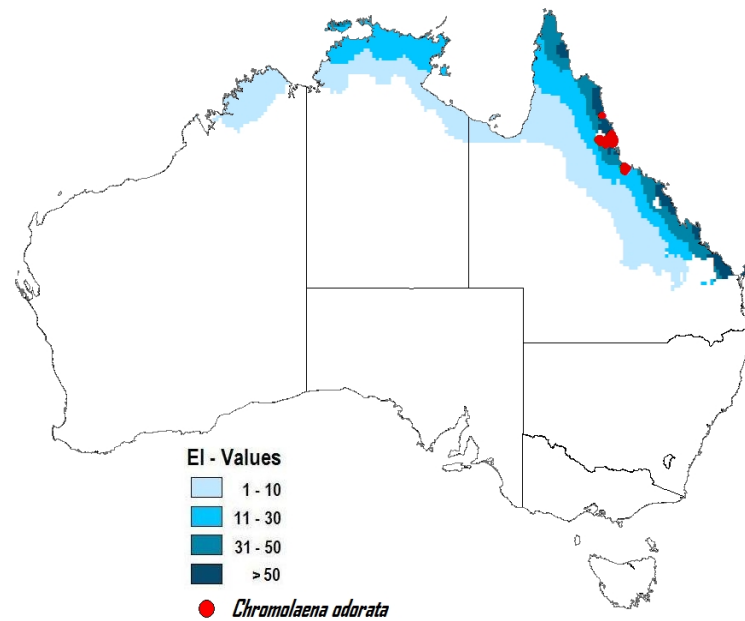 EI - Values
1 - 10
11 - 30
31 - 50
> 50
Chromolaena odorata